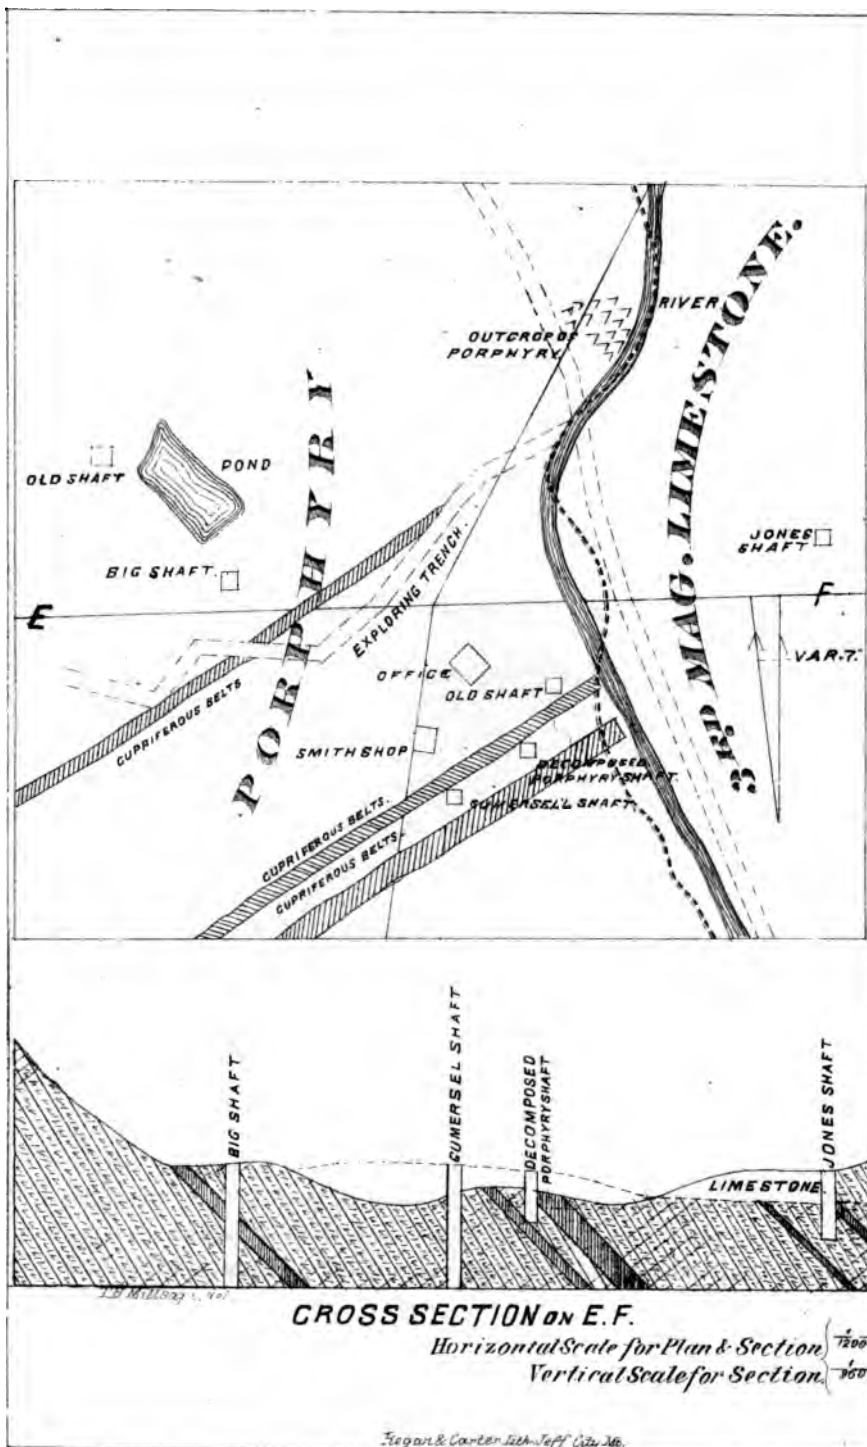 RIVER
OUTCROP OF
PORPHYRY.
3RD MAG. LIMESTONE.
PORPHYRY
OLD SHAFT
POND
JONES
SHAFT
BIG SHAFT.
EXPLORING TRENCH.
E
F
VAR. 7.°
OFFICE
OLD SHAFT
CUPRIFEROUS BELTS
SMITH SHOP
DECOMPOSED
PORPHYRY SHAFT.
GUMERSELL SHAFT.
CUPRIFEROUS BELTS.
CUPRIFEROUS BELTS.
BIG SHAFT
GUMERSEL SHAFT
DECOMPOSED
PORPHYRY SHAFT
JONES SHAFT
LIMESTONE.
CROSS SECTION ON E.F.
Horizontal Scale for Plan & Section 1/1200
Vertical Scale for Section. 1/960
Regan & Carter Lith. Jeff City Mo.